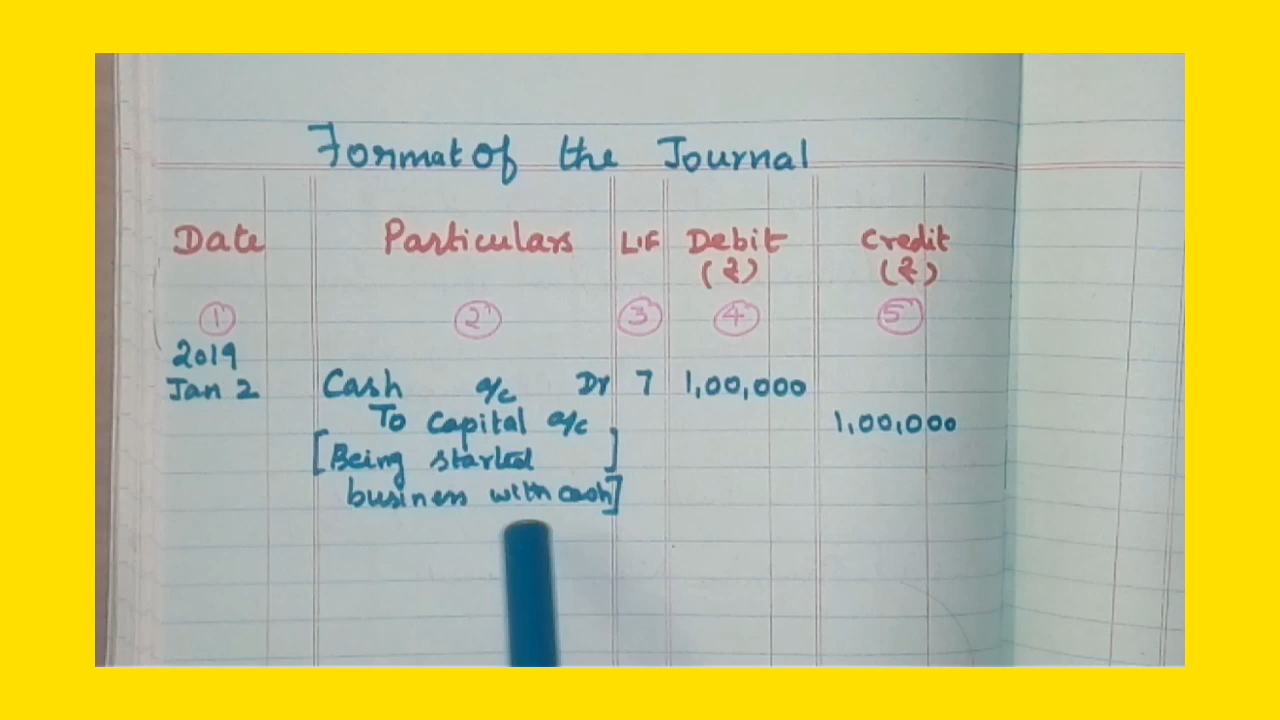 Format of the Journal
Date Particulars L.F Debit (₹) Credit (₹)
1 2 3 4 5
2019
Jan 2 Cash a/c Dr 7 1,00,000
To Capital a/c 1,00,000
[Being started]
business with cash]